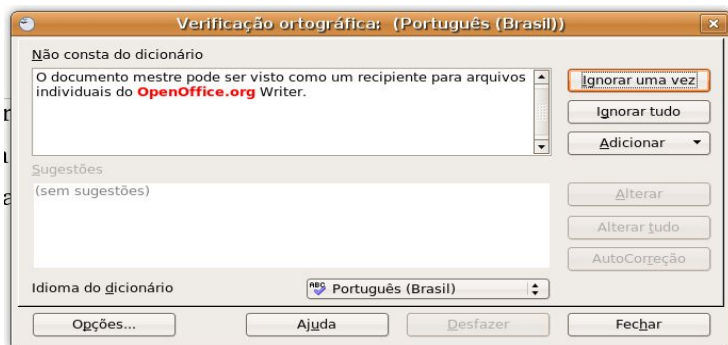 Verificação ortográfica: (Português (Brasil))
Não consta do dicionário
O documento mestre pode ser visto como um recipiente para arquivos
individuais do OpenOffice.org Writer.
Ignorar uma vez
Ignorar tudo
Adicionar
Sugestões
(sem sugestões)
Alterar
Alterar tudo
AutoCorreção
Idioma do dicionário
ABC Português (Brasil)
Opções...
Ajuda
Desfazer
Fechar